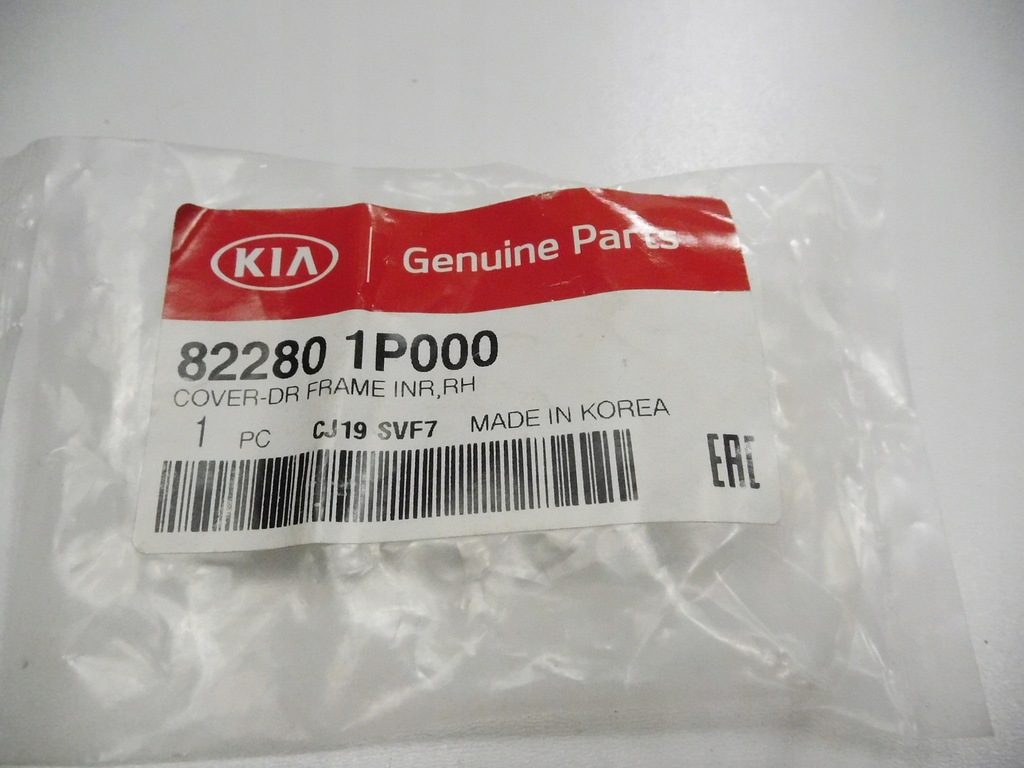 KIA Genuine Parts
82280 1P000
COVER-DR FRAME INR,RH
1 PC CJ19 SVF7 MADE IN KOREA
EAC